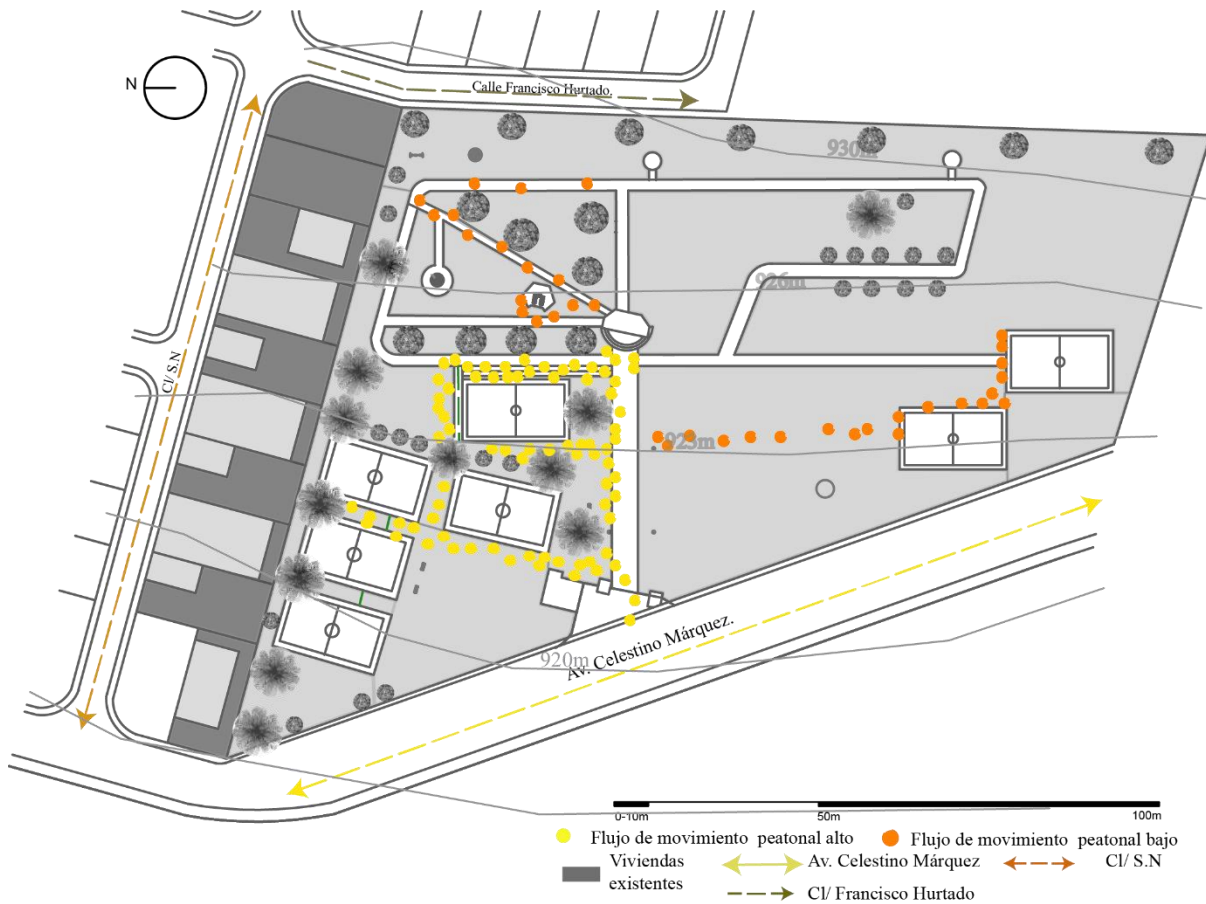 N
Calle Francisco Hurtado.
930m
926m
Cl/ S.N
923m
920m
Av. Celestino Márquez.
0-10m 50m 100m
Flujo de movimiento peatonal alto
Flujo de movimiento peatonal bajo
Viviendas
existentes
Av. Celestino Márquez
Cl/ S.N
Cl/ Francisco Hurtado